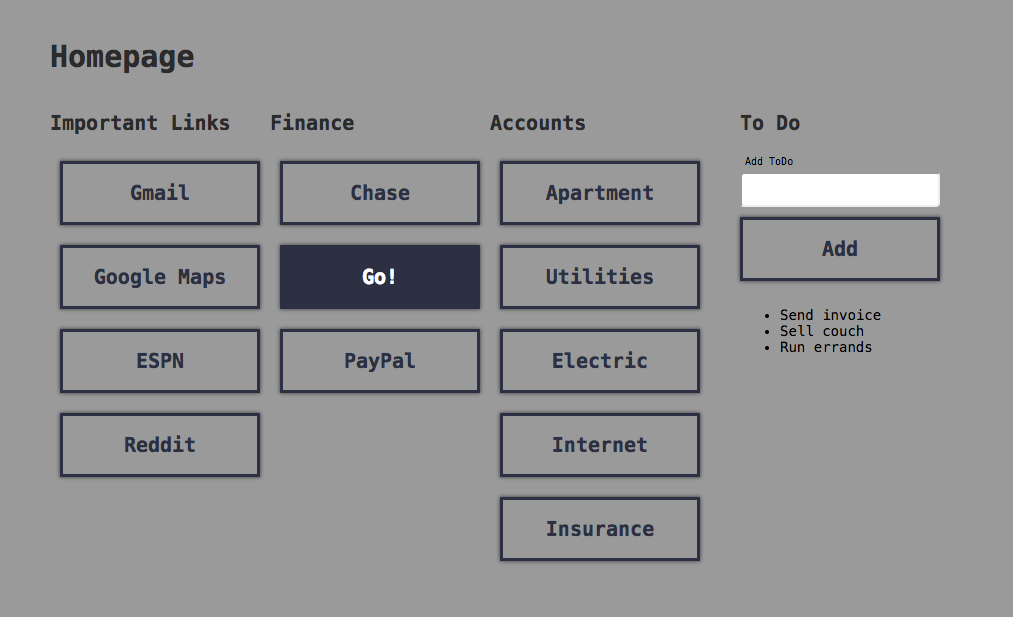 Homepage
Important Links
Gmail
Google Maps
ESPN
Reddit
Finance
Chase
Go!
PayPal
Accounts
Apartment
Utilities
Electric
Internet
Insurance
To Do
Add ToDo
Add
• Send invoice
• Sell couch
• Run errands